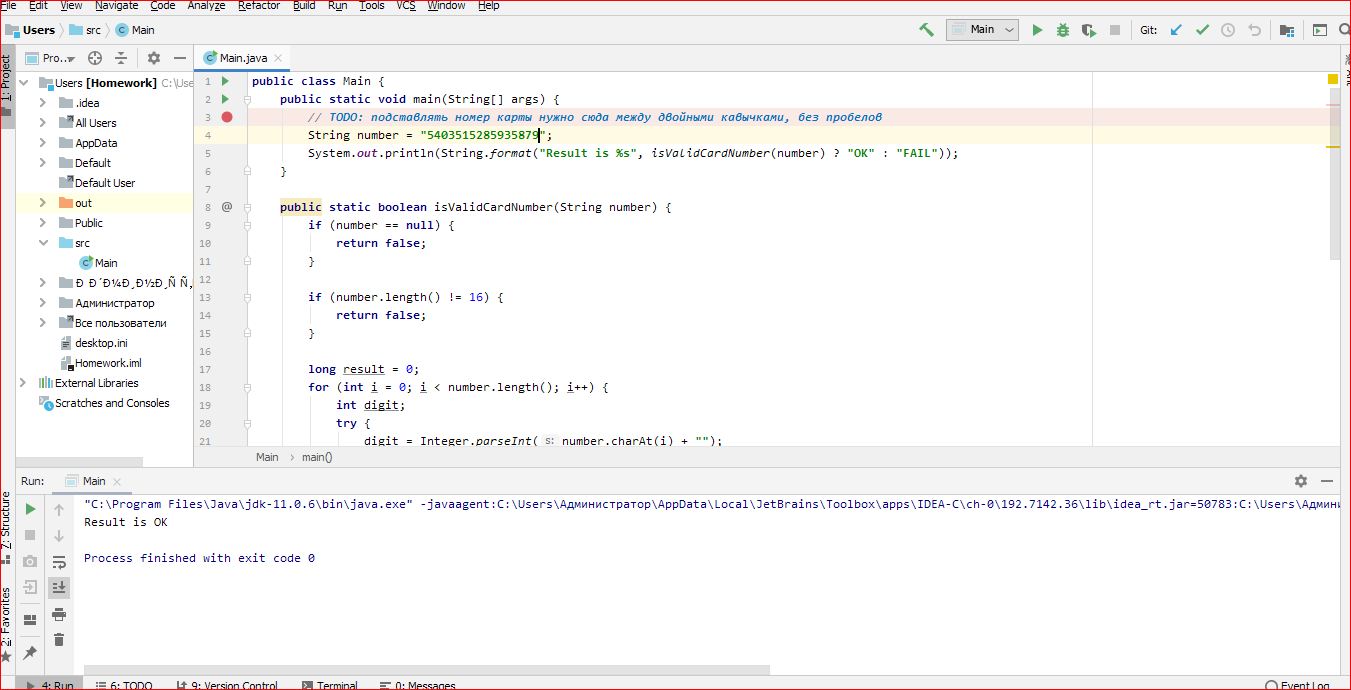 File Edit View Navigate Code Analyze Refactor Build Run Tools VCS Window Help
Users src Main
Main
Git:
1: Project
Pro..
Main.java
Users [Homework] C:\Use
.idea
All Users
AppData
Default
Default User
out
Public
src
Main
Администратор
Все пользователи
desktop.ini
Homework.iml
External Libraries
Scratches and Consoles
1 public class Main {
2 public static void main(String[] args) {
3 // TODO: подставлять номер карты нужно сюда между двойными кавычками, без пробелов
4 String number = "5403515285935879";
5 System.out.println(String.format("Result is %s", isValidCardNumber(number) ? "OK" : "FAIL"));
6 }
7
8 @ public static boolean isValidCardNumber(String number) {
9 if (number == null) {
10 return false;
11 }
12
13 if (number.length() != 16) {
14 return false;
15 }
16
17 long result = 0;
18 for (int i = 0; i < number.length(); i++) {
19 int digit;
20 try {
21 digit = Integer.parseInt( s: number.charAt(i) + "");
Main main()
Run: Main
"C:\Program Files\Java\jdk-11.0.6\bin\java.exe" -javaagent:C:\Users\Администратор\AppData\Local\JetBrains\Toolbox\apps\IDEA-C\ch-0\192.7142.36\lib\idea_rt.jar=50783:C:\Users\Админи
Result is OK
Process finished with exit code 0
7: Structure
2: Favorites
4: Run 6: TODO 9: Version Control Terminal 0: Messages Event Log